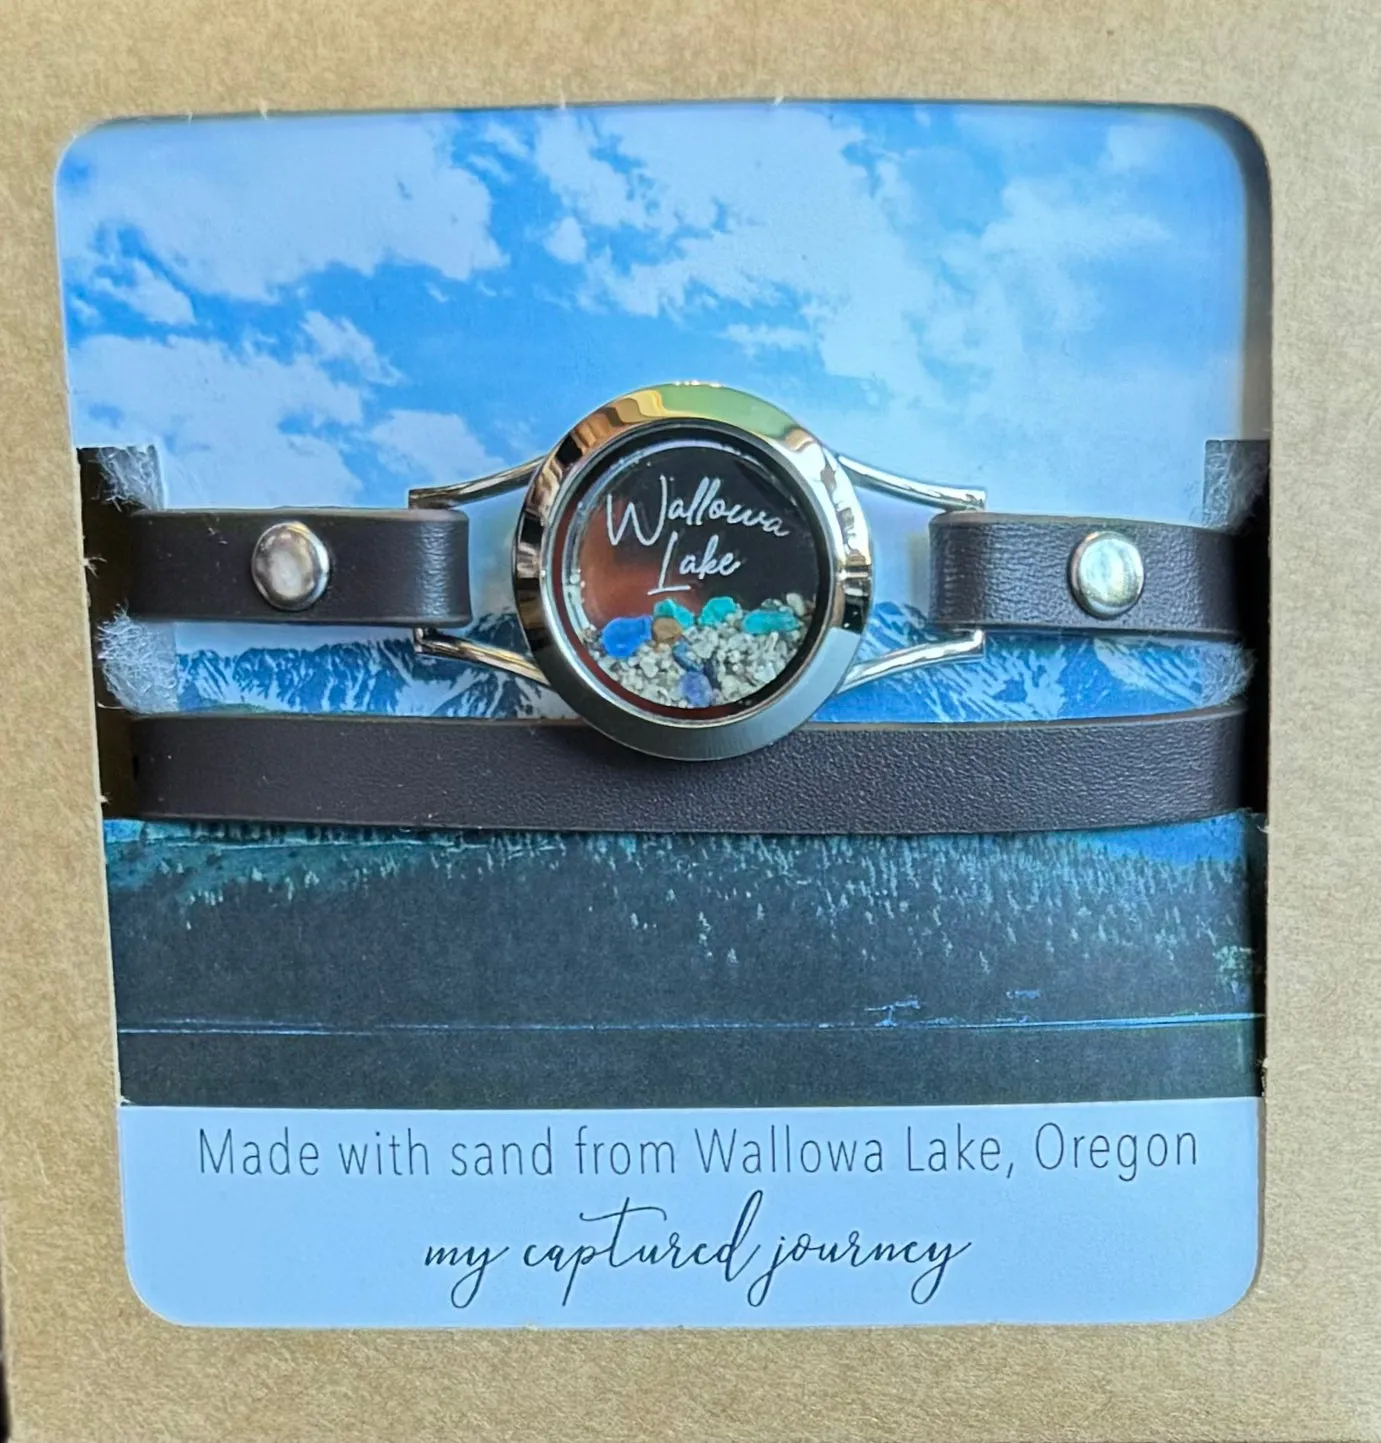 Wallowa
Lake
Made with sand from Wallowa Lake, Oregon
my captured journey